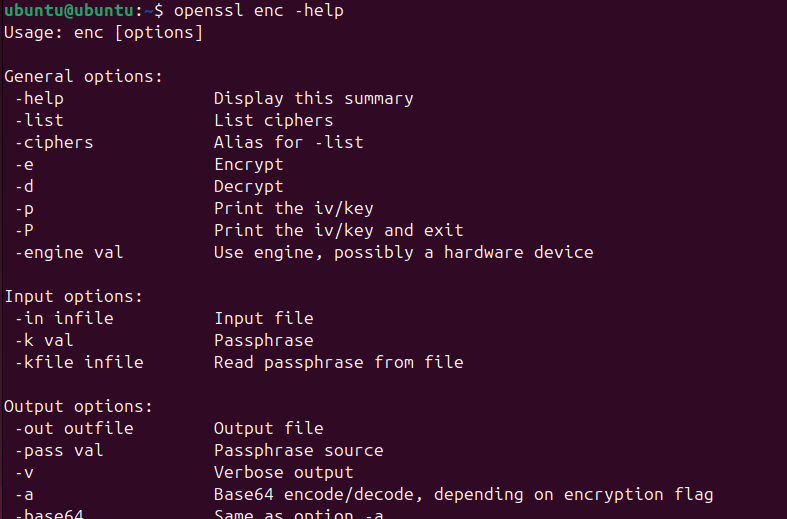 ubuntu@ubuntu:~$ openssl enc -help
Usage: enc [options]

General options:
 -help               Display this summary
 -list               List ciphers
 -ciphers            Alias for -list
 -e                  Encrypt
 -d                  Decrypt
 -p                  Print the iv/key
 -P                  Print the iv/key and exit
 -engine val         Use engine, possibly a hardware device

Input options:
 -in infile          Input file
 -k val              Passphrase
 -kfile infile       Read passphrase from file

Output options:
 -out outfile        Output file
 -pass val           Passphrase source
 -v                  Verbose output
 -a                  Base64 encode/decode, depending on encryption flag
 -base64             Same as option -a